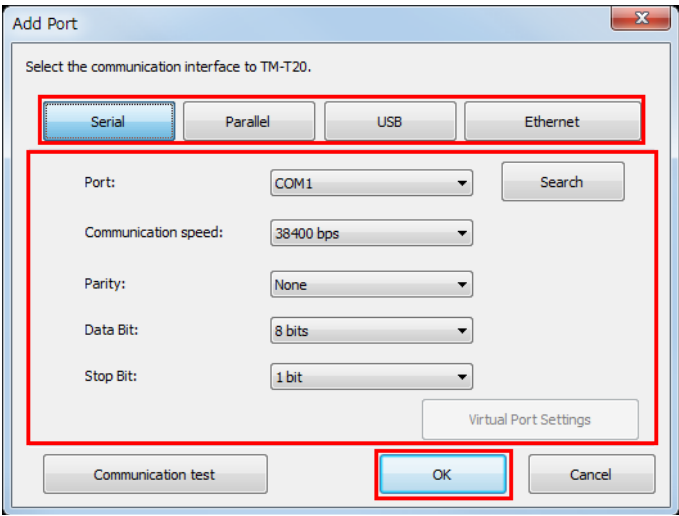 Add Port
Select the communication interface to TM-T20.
Serial Parallel USB Ethernet
Port: COM1 Search
Communication speed: 38400 bps
Parity: None
Data Bit: 8 bits
Stop Bit: 1 bit
Virtual Port Settings
Communication test OK Cancel